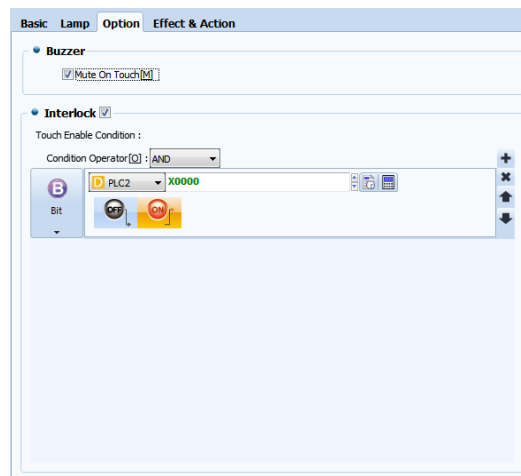 Basic Lamp Option Effect & Action
Buzzer
Mute On Touch[M]
Interlock
Touch Enable Condition :
Condition Operator[O] : AND
B
D PLC2 X0000
Bit
OFF ON